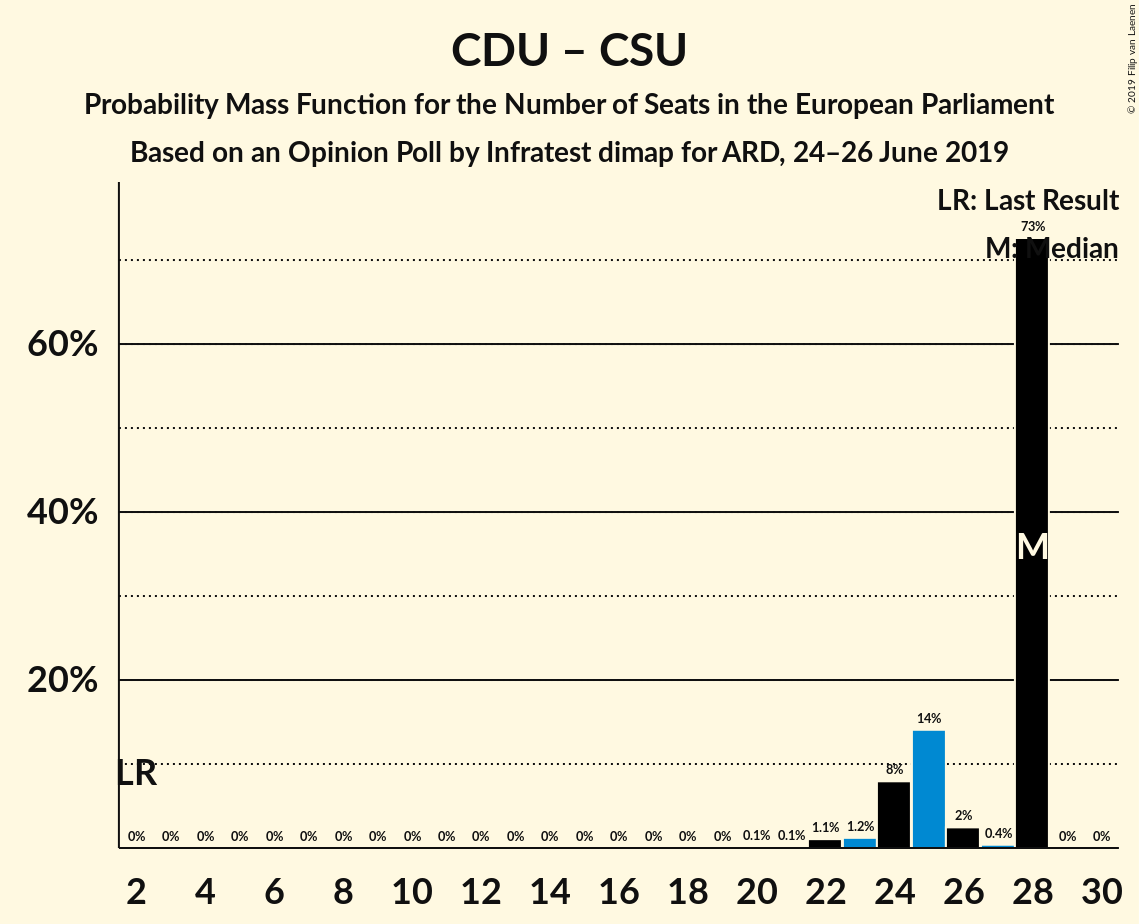 CDU – CSU
Probability Mass Function for the Number of Seats in the European Parliament
Based on an Opinion Poll by Infratest dimap for ARD, 24–26 June 2019
© 2019 Filip van Laenen
LR: Last Result
M: Median
73%
60%
40%
M
20%
14%
LR
8%
0% 0% 0% 0% 0% 0% 0% 0% 0% 0% 0% 0% 0% 0% 0% 0% 0% 0% 0.1% 0.1% 1.1% 1.2% 2% 0.4% 0% 0%
2 4 6 8 10 12 14 16 18 20 22 24 26 28 30